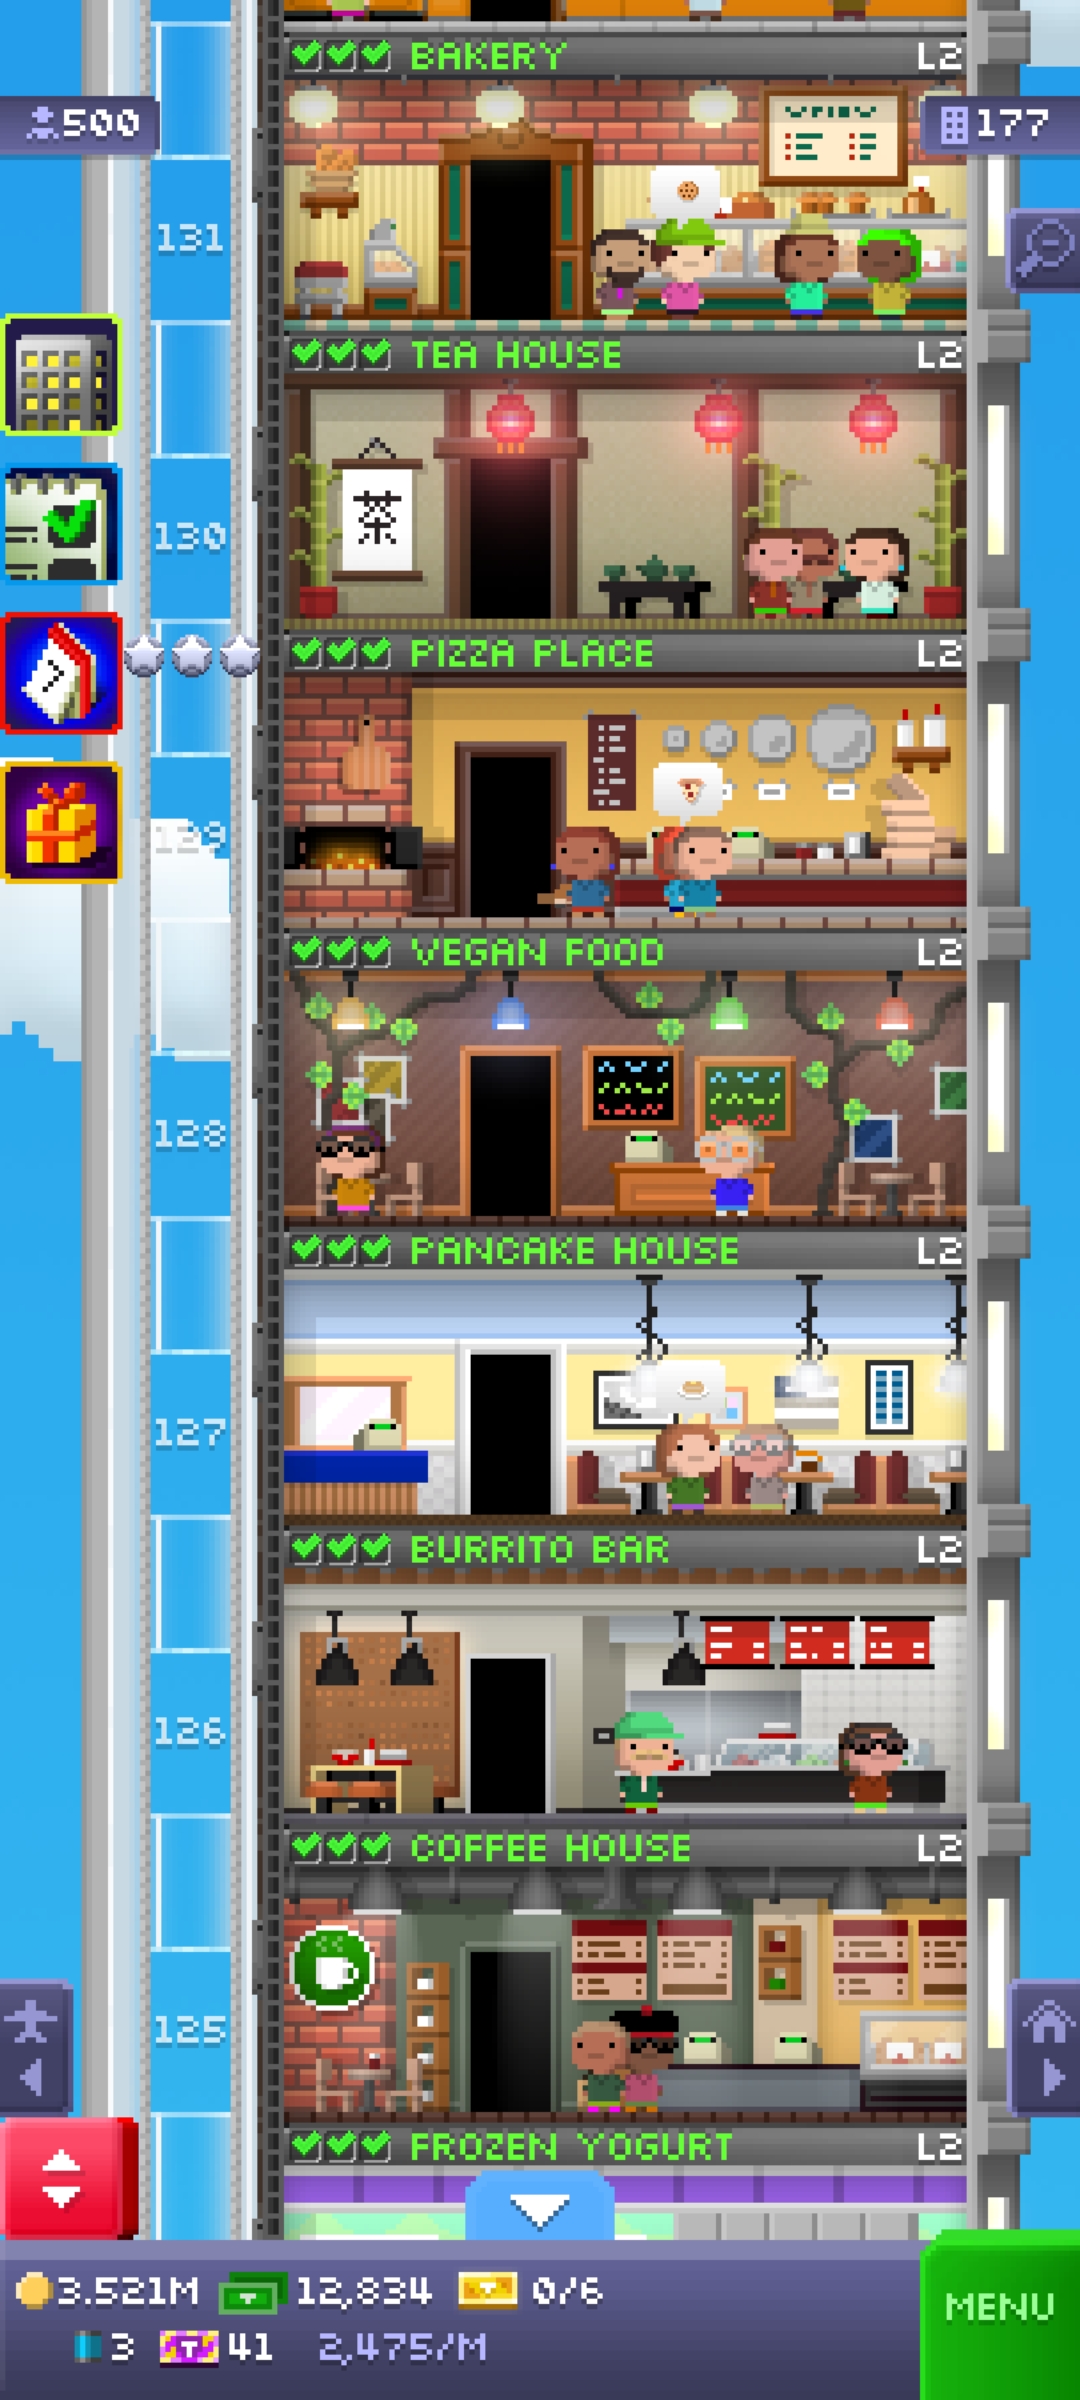 BAKERY L2
500
177
MENU
131
TEA HOUSE L2
茶
130
PIZZA PLACE L2
129
VEGAN FOOD L2
128
PANCAKE HOUSE L2
127
BURRITO BAR L2
126
COFFEE HOUSE L2
125
FROZEN YOGURT L2
3.521M 12,834 0/6
3 T 41 2,475/M
MENU